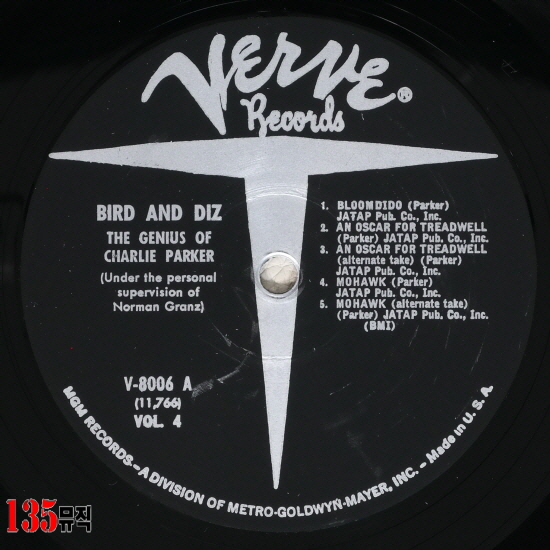 VERVE®
Records
BIRD AND DIZ
THE GENIUS OF
CHARLIE PARKER
(Under the personal
supervision of
Norman Granz)
V-8006 A
(11,766)
VOL. 4
1. BLOOMDIDO (Parker)
JATAP Pub. Co., Inc.
2. AN OSCAR FOR TREADWELL
(Parker) JATAP Pub. Co., Inc.
3. AN OSCAR FOR TREADWELL
(alternate take) (Parker)
JATAP Pub. Co., Inc.
4. MOHAWK (Parker)
JATAP Pub. Co., Inc.
5. MOHAWK (alternate take)
(Parker) JATAP Pub. Co., Inc.
(BMI)
MGM RECORDS—A DIVISION OF METRO-GOLDWYN-MAYER, INC. – Made in U. S. A.
135뮤직